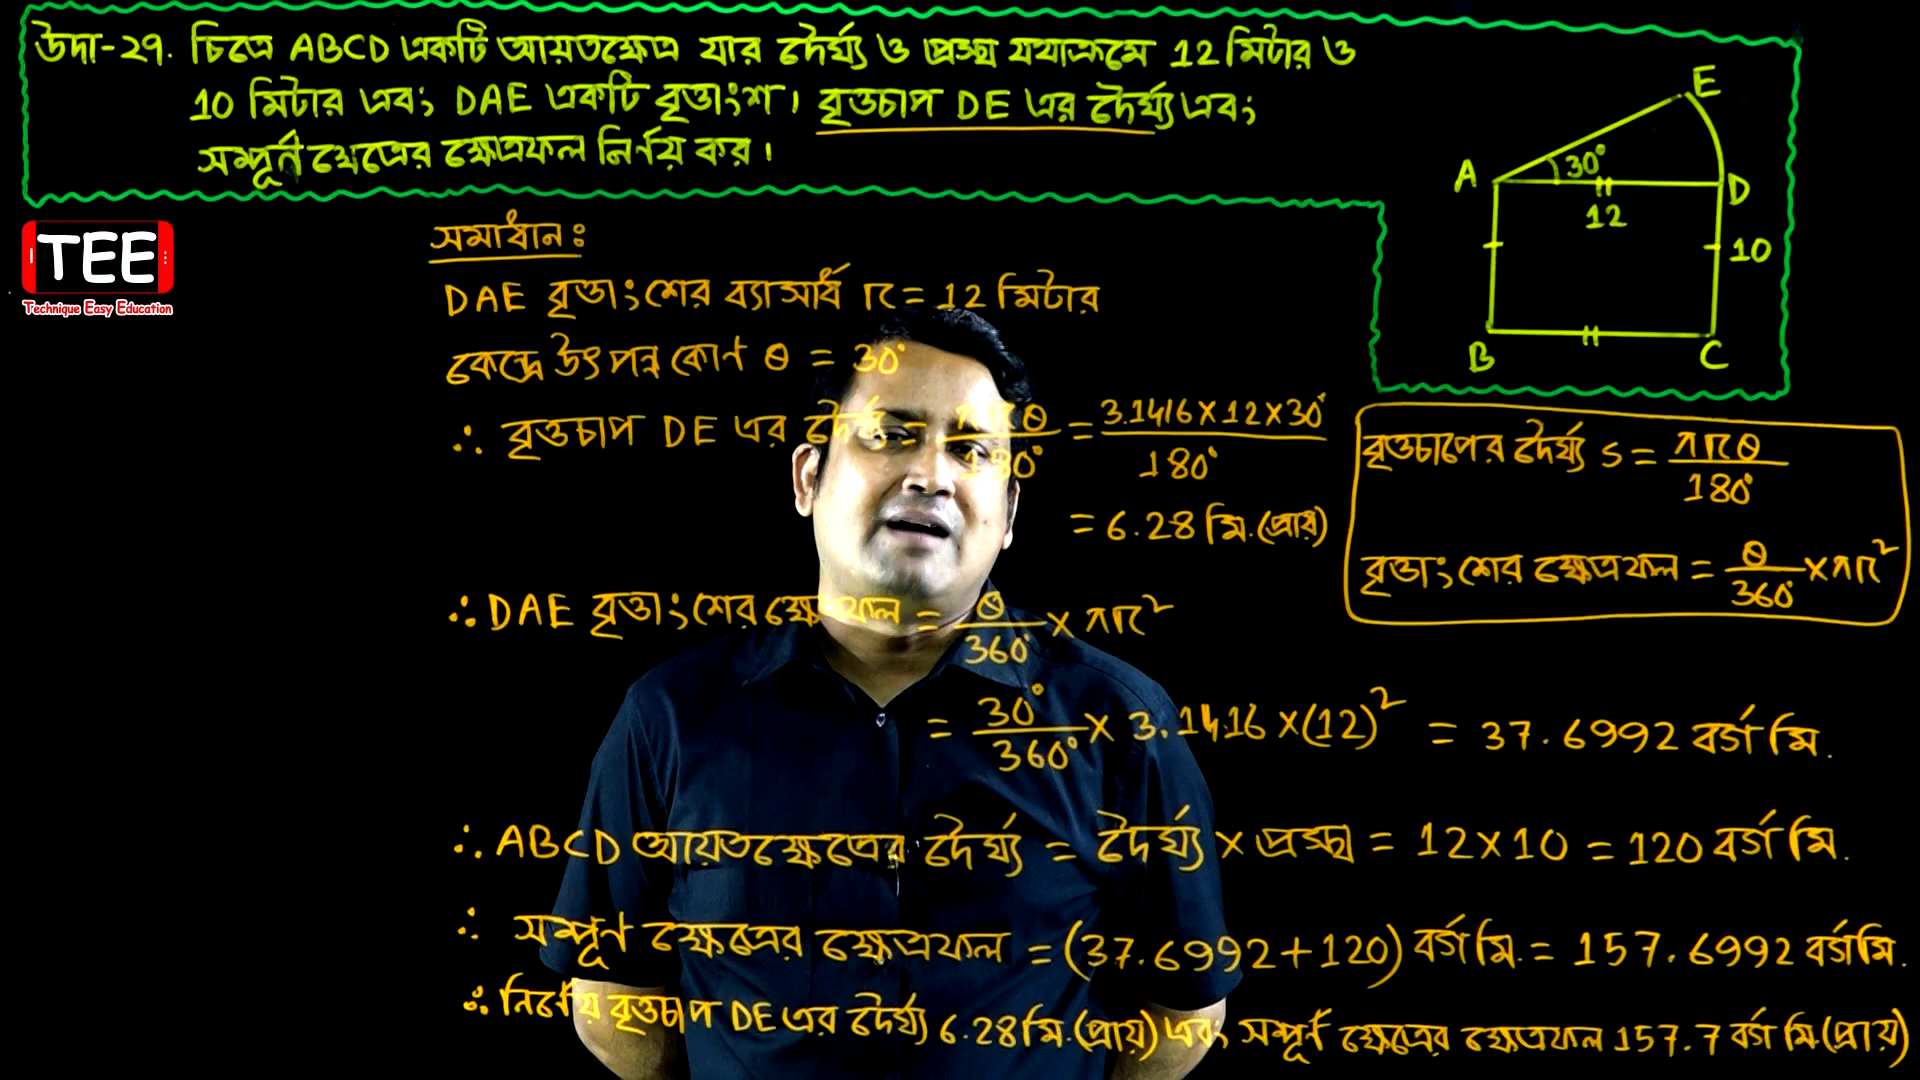 উদা-২৭. চিত্রে ABCD একটি আয়তক্ষেত্র যার দৈর্ঘ্য ও প্রস্থ যথাক্রমে 12 মিটার ও
10 মিটার এবং DAE একটি বৃত্তাংশ। বৃত্তচাপ DE এর দৈর্ঘ্য এবং
সম্পূর্ন ক্ষেত্রের ক্ষেত্রফল নির্ণয় কর।
E
A 30° D
12
10
B C
TEE
Technique Easy Education
সমাধান:
DAE বৃত্তাংশের ব্যাসার্ধ r = 12 মিটার
কেন্দ্রে উৎপন্ন কোণ θ = 30°
∴ বৃত্তচাপ DE এর দৈর্ঘ্য = πrθ/180° = 3.1416×12×30°/180°
= 6.28 মি.(প্রায়)
বৃত্তচাপের দৈর্ঘ্য s = πrθ/180°
বৃত্তাংশের ক্ষেত্রফল = θ/360° × πr²
∴ DAE বৃত্তাংশের ক্ষেত্রফল = θ/360° × πr²
= 30°/360° × 3.1416 × (12)² = 37.6992 বর্গ মি.
∴ ABCD আয়তক্ষেত্রের দৈর্ঘ্য = দৈর্ঘ্য × প্রস্থ = 12×10 = 120 বর্গ মি.
∴ সম্পূর্ণ ক্ষেত্রের ক্ষেত্রফল = (37.6992+120) বর্গ মি. = 157.6992 বর্গ মি.
∴ নির্ণেয় বৃত্তচাপ DE এর দৈর্ঘ্য 6.28 মি.(প্রায়) এবং সম্পূর্ণ ক্ষেত্রের ক্ষেত্রফল 157.7 বর্গ মি.(প্রায়)